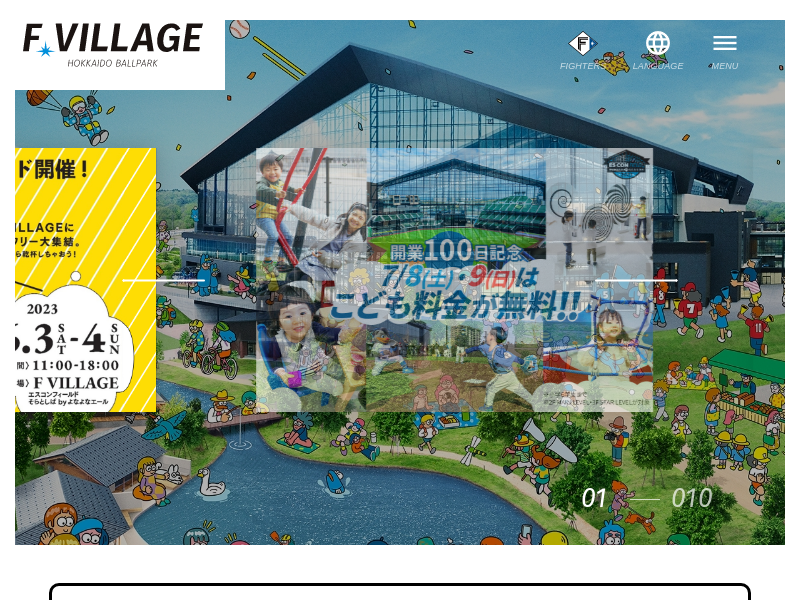 F VILLAGE
HOKKAIDO BALLPARK
FIGHTERS
LANGUAGE
MENU
ド開催！
ILLAGEに
フリー大集結。
ら乾杯しちゃおう！
2023
.3 SAT - 4 SUN
間） 11:00-18:00
場） F VILLAGE
エスコンフィールド
そらとしば byよなよなエール
ES CON
開業100日記念
7/8(土)・9(日)は
こども料金が無料!!
01
010